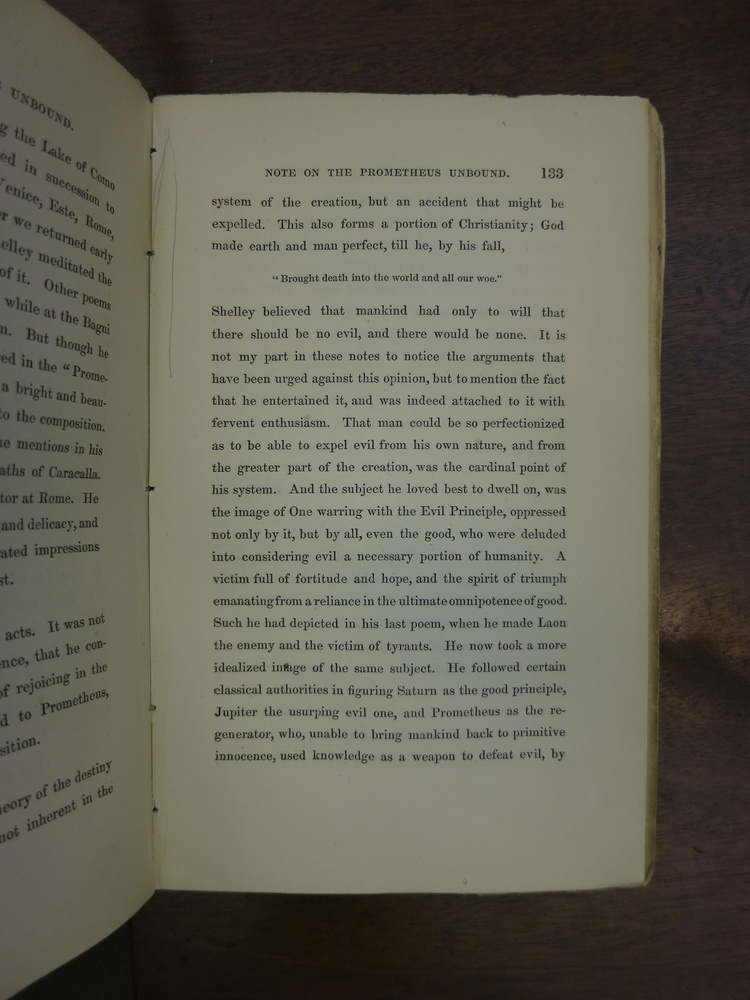 UNBOUND.
g the Lake of Como
ed in succession to
Venice, Este, Rome,
r we returned early
elley meditated the
of it. Other poems
while at the Bagni
n. But though he
ed in the “Prome-
a bright and beau-
to the composition.
he mentions in his
aths of Caracalla.
tor at Rome. He
and delicacy, and
ated impressions
st.
acts. It was not
ence, that he con-
of rejoicing in the
d to Prometheus,
sition.
eory of the destiny
not inherent in the
NOTE ON THE PROMETHEUS UNBOUND. 133
system of the creation, but an accident that might be
expelled. This also forms a portion of Christianity; God
made earth and man perfect, till he, by his fall,
“Brought death into the world and all our woe.”
Shelley believed that mankind had only to will that
there should be no evil, and there would be none. It is
not my part in these notes to notice the arguments that
have been urged against this opinion, but to mention the fact
that he entertained it, and was indeed attached to it with
fervent enthusiasm. That man could be so perfectionized
as to be able to expel evil from his own nature, and from
the greater part of the creation, was the cardinal point of
his system. And the subject he loved best to dwell on, was
the image of One warring with the Evil Principle, oppressed
not only by it, but by all, even the good, who were deluded
into considering evil a necessary portion of humanity. A
victim full of fortitude and hope, and the spirit of triumph
emanating from a reliance in the ultimate omnipotence of good.
Such he had depicted in his last poem, when he made Laon
the enemy and the victim of tyrants. He now took a more
idealized image of the same subject. He followed certain
classical authorities in figuring Saturn as the good principle,
Jupiter the usurping evil one, and Prometheus as the re-
generator, who, unable to bring mankind back to primitive
innocence, used knowledge as a weapon to defeat evil, by